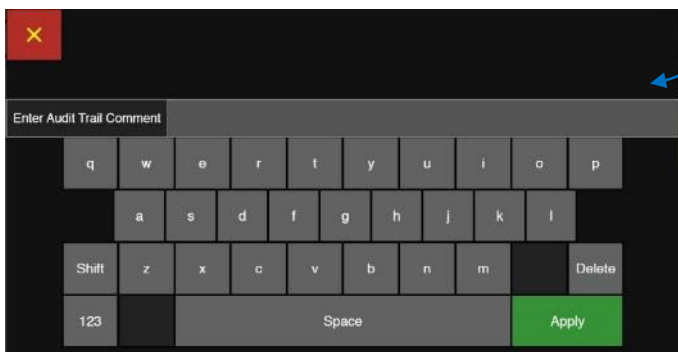 ×
Enter Audit Trail Comment
q w e r t y u i o p
a s d f g h j k l
Shift z x c v b n m Delete
123 Space Apply